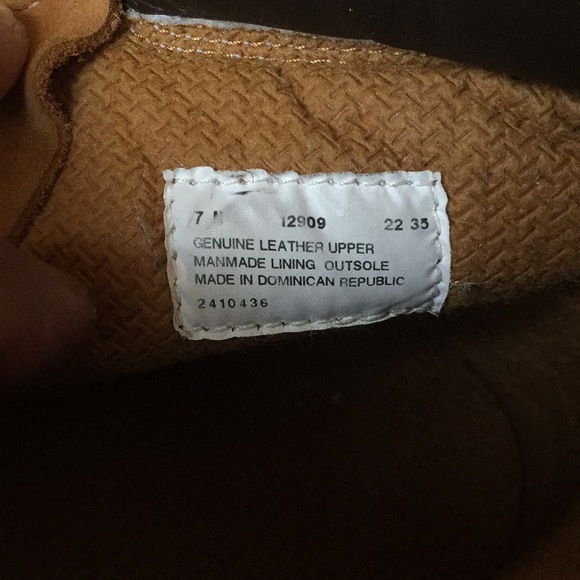 7 M 12909 22 35
GENUINE LEATHER UPPER
MANMADE LINING OUTSOLE
MADE IN DOMINICAN REPUBLIC
2410436